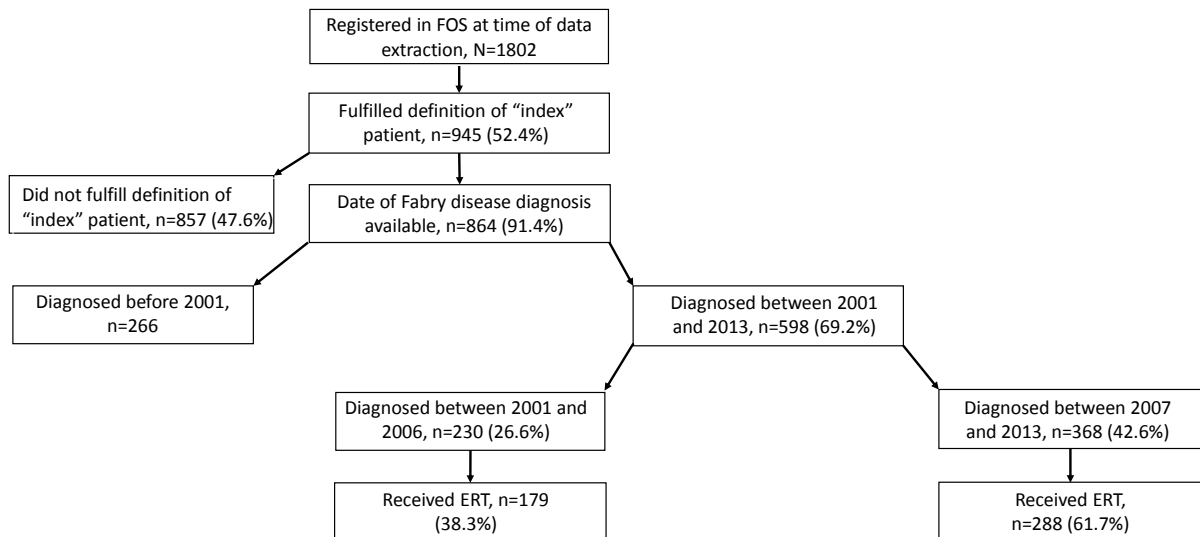 Registered in FOS at time of data
extraction, N=1802
Fulfilled definition of “index”
patient, n=945 (52.4%)
Did not fulfill definition of
“index” patient, n=857 (47.6%)
Date of Fabry disease diagnosis
available, n=864 (91.4%)
Diagnosed before 2001,
n=266
Diagnosed between 2001
and 2013, n=598 (69.2%)
Diagnosed between 2001 and
2006, n=230 (26.6%)
Diagnosed between 2007
and 2013, n=368 (42.6%)
Received ERT, n=179
(38.3%)
Received ERT,
n=288 (61.7%)